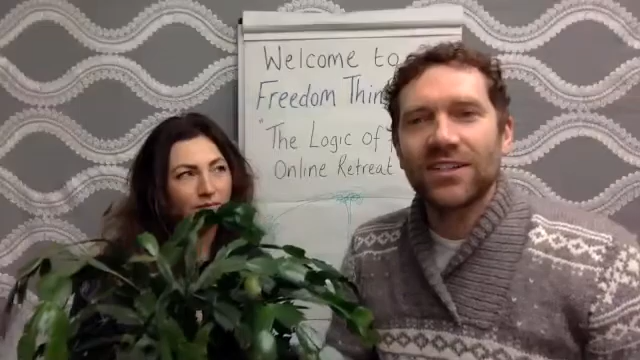 Welcome to
Freedom Thin
"The Logic of
Online Retreat